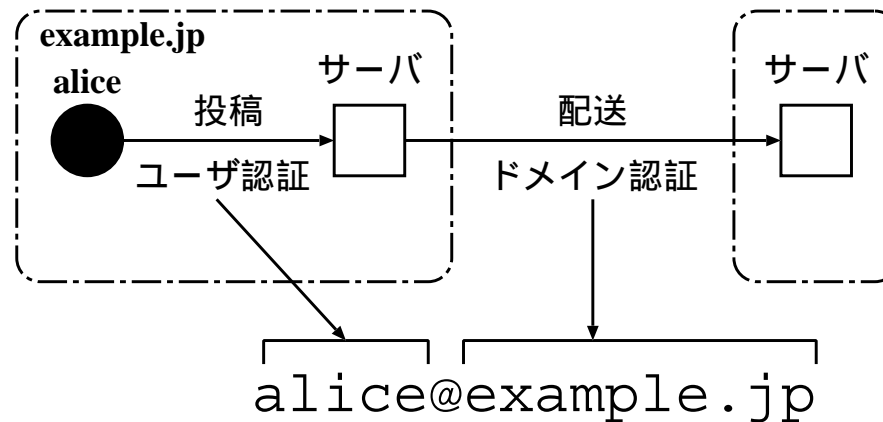 example.jp
alice
サーバ
サーバ
投稿
配送
ユーザ認証
ドメイン認証
alice@example.jp